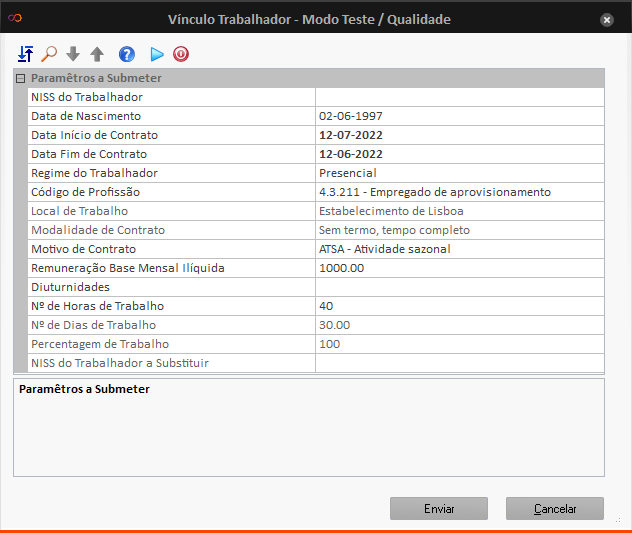 Vínculo Trabalhador - Modo Teste / Qualidade
Paramêtros a Submeter
NISS do Trabalhador
Data de Nascimento 02-06-1997
Data Início de Contrato 12-07-2022
Data Fim de Contrato 12-06-2022
Regime do Trabalhador Presencial
Código de Profissão 4.3.211 - Empregado de aprovisionamento
Local de Trabalho Estabelecimento de Lisboa
Modalidade de Contrato Sem termo, tempo completo
Motivo de Contrato ATSA - Atividade sazonal
Remuneração Base Mensal Ilíquida 1000.00
Diuturnidades
Nº de Horas de Trabalho 40
Nº de Dias de Trabalho 30.00
Percentagem de Trabalho 100
NISS do Trabalhador a Substituir
Paramêtros a Submeter
Enviar Cancelar